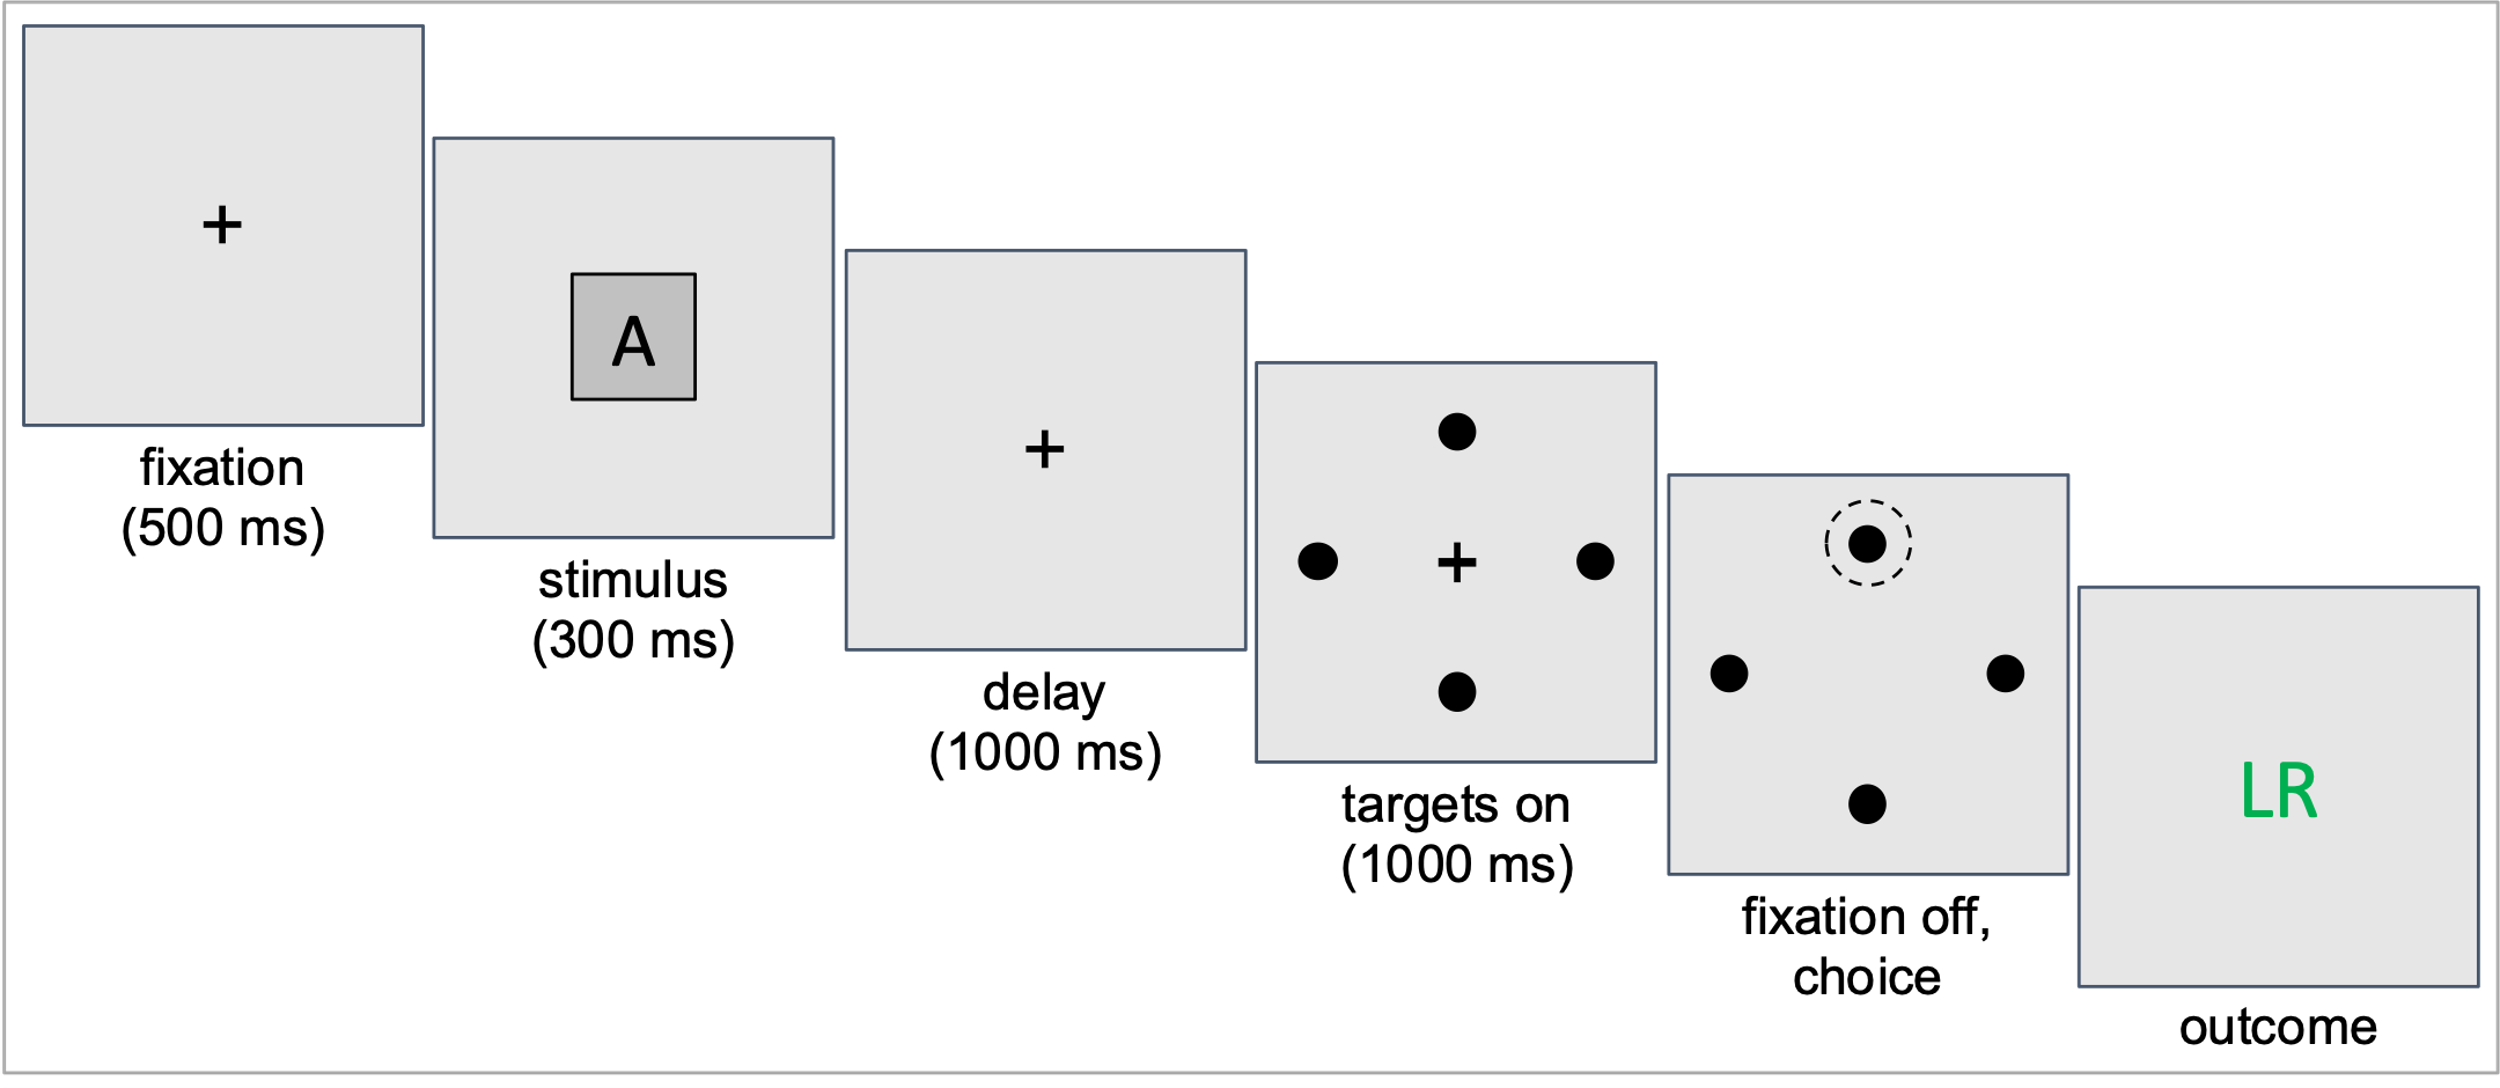 fixation
(500 ms)
A
stimulus
(300 ms)
delay
(1000 ms)
targets on
(1000 ms)
fixation off,
choice
LR
outcome